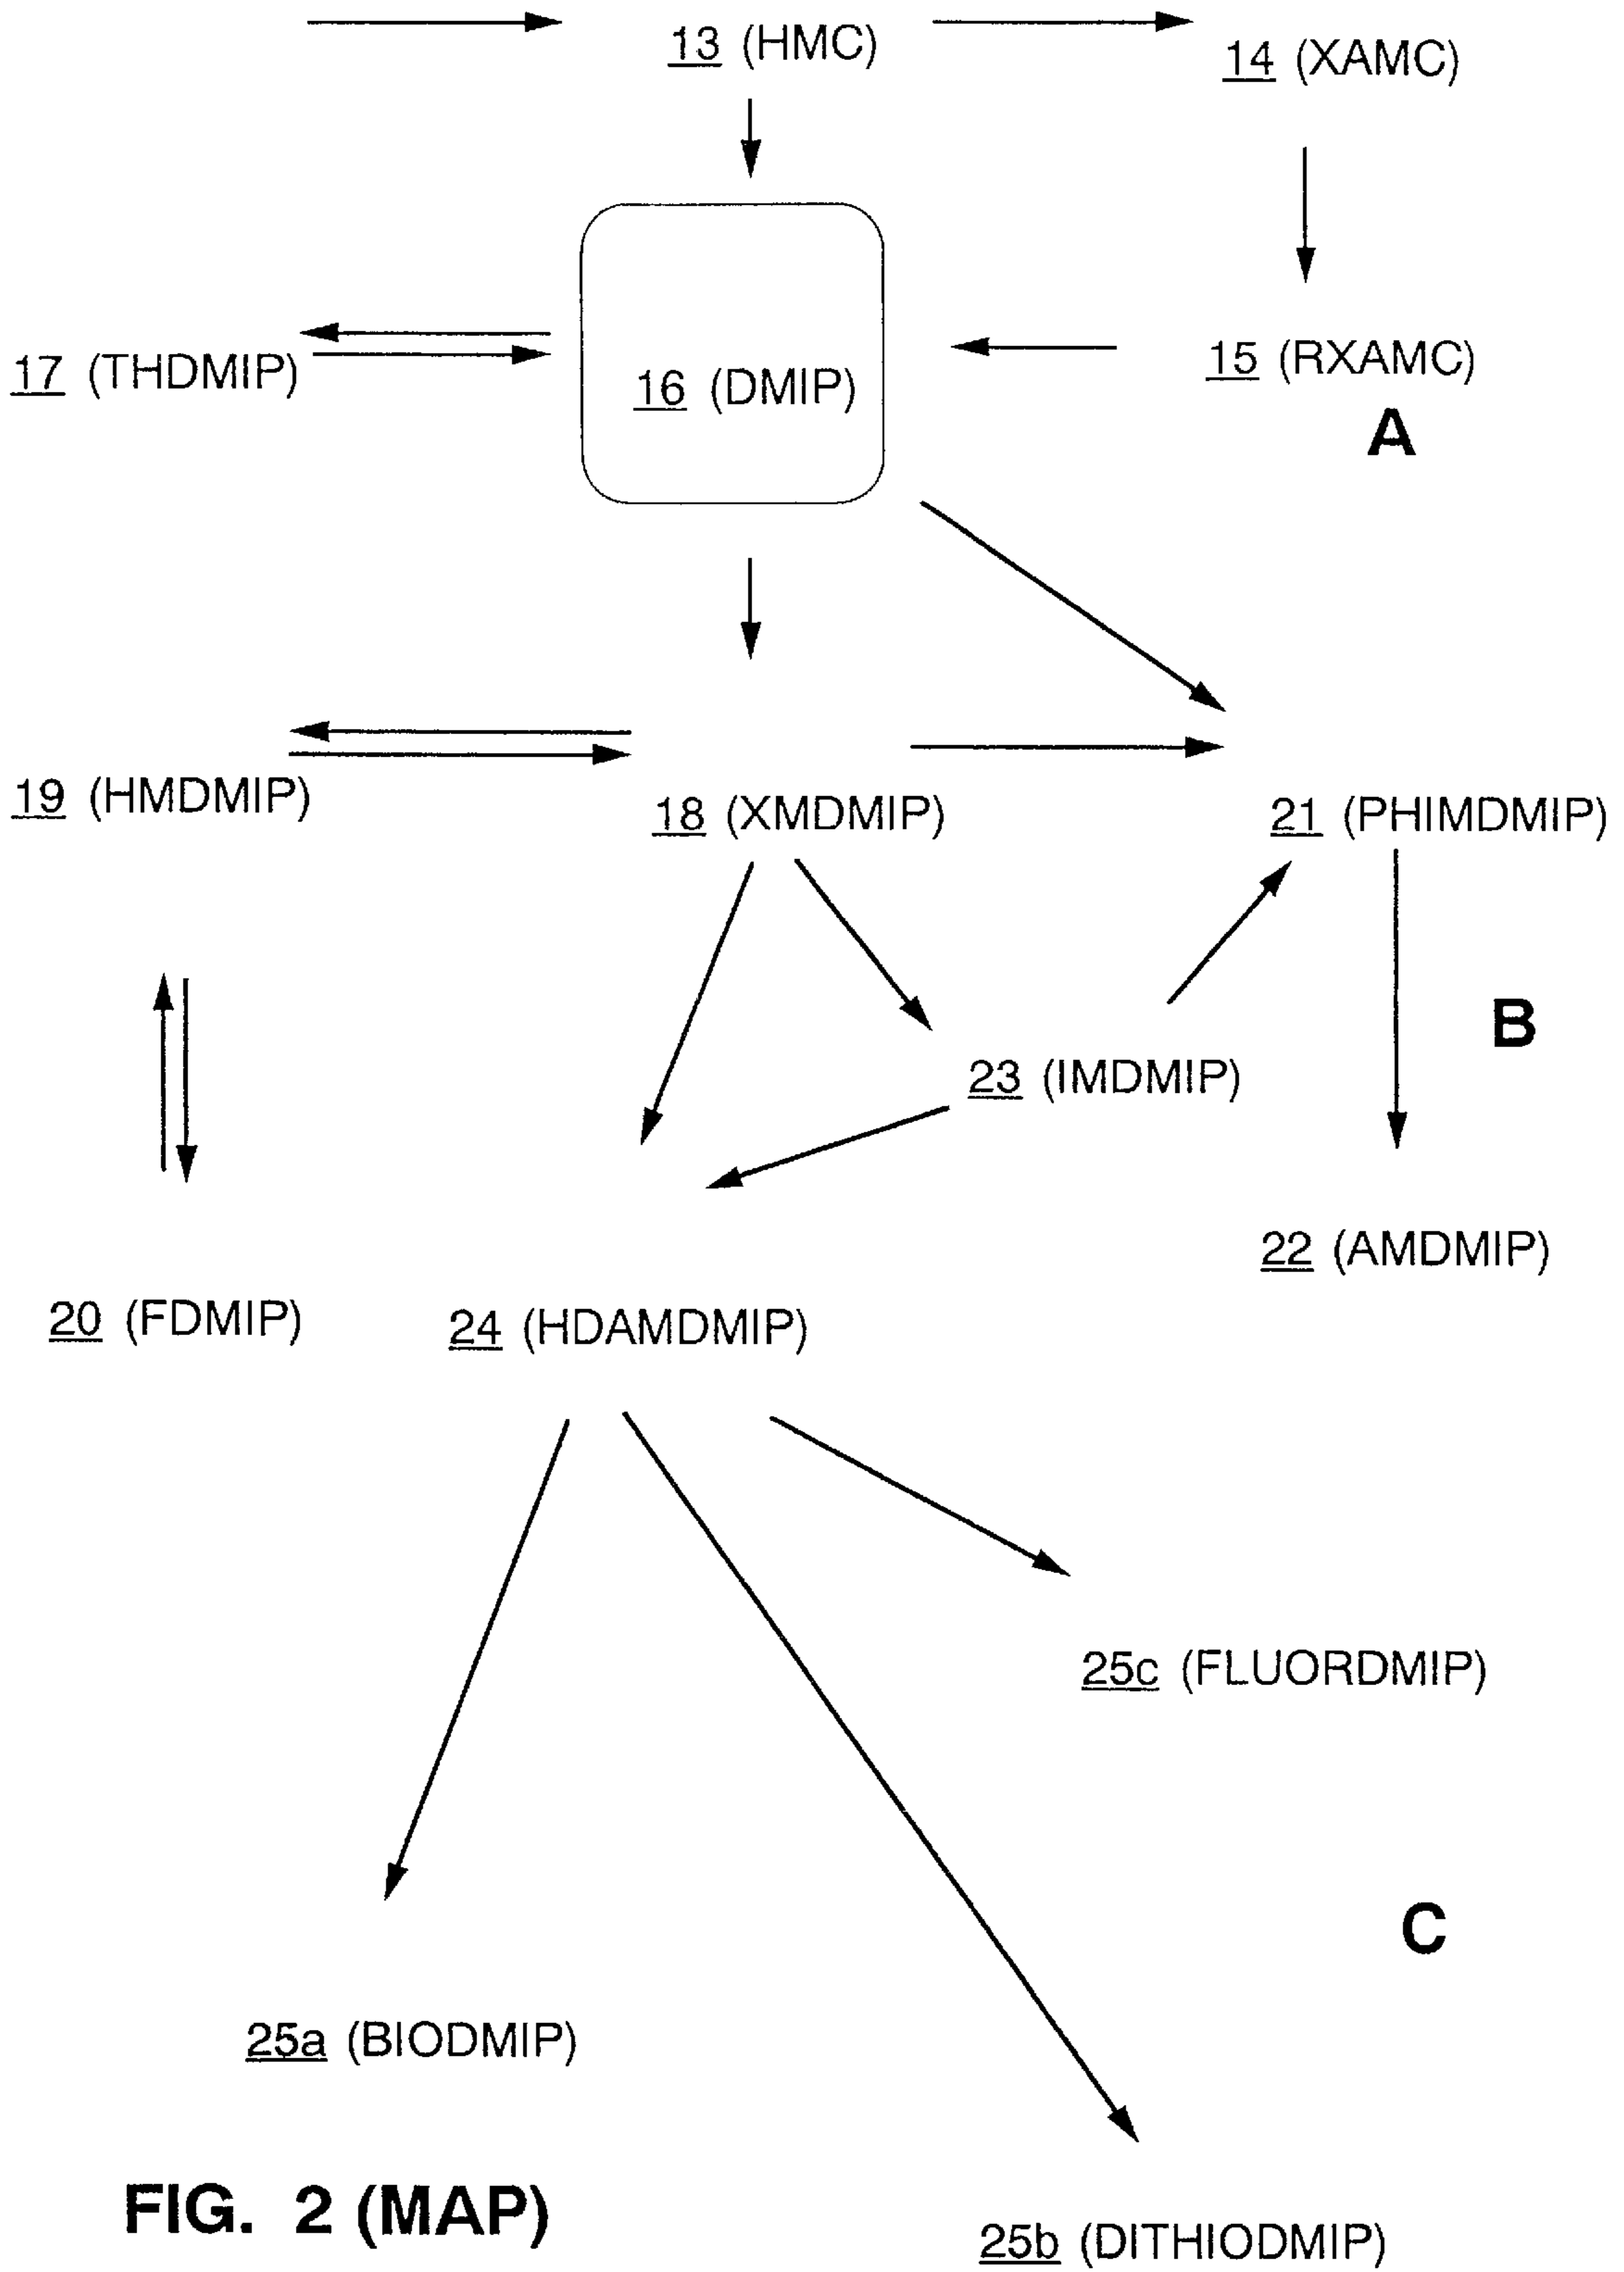 13 (HMC)
14 (XAMC)
17 (THDMIP)
16 (DMIP)
15 (RXAMC)
A
19 (HMDMIP)
18 (XMDMIP)
21 (PHIMDMIP)
B
23 (IMDMIP)
22 (AMDMIP)
20 (FDMIP)
24 (HDAMDMIP)
25c (FLUORDMIP)
C
25a (BIODMIP)
FIG. 2 (MAP)
25b (DITHIODMIP)